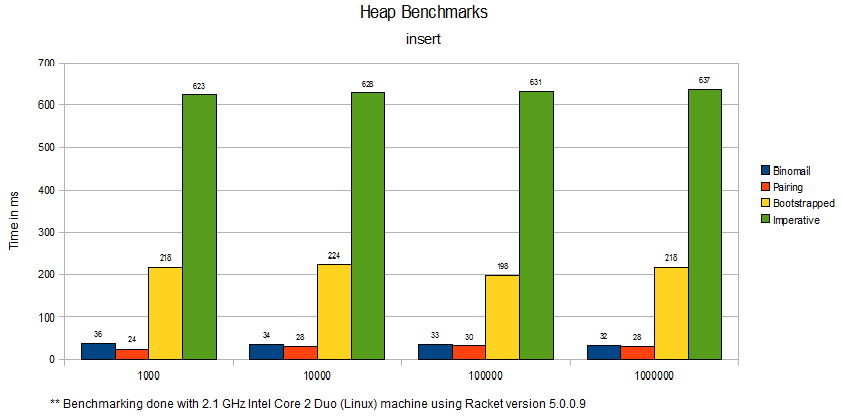 Heap Benchmarks
insert
700
600
500
400
300
200
100
0
Time in ms
36 24 218 623
34 28 224 628
33 30 198 631
32 28 218 637
1000 10000 100000 1000000
Binomail
Pairing
Bootstrapped
Imperative
** Benchmarking done with 2.1 GHz Intel Core 2 Duo (Linux) machine using Racket version 5.0.0.9